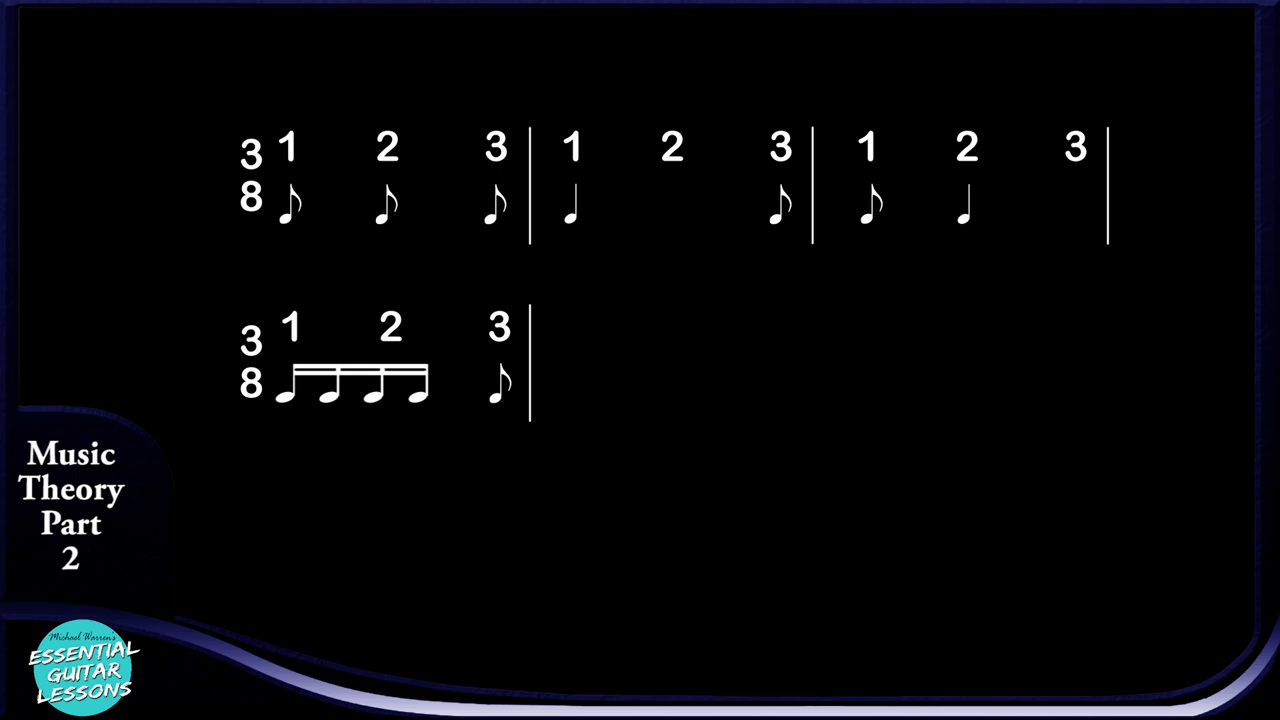 3 1 2 3 1 2 3 1 2 3
8
3 1 2 3
8
Music
Theory
Part
2
Michael Warren's
ESSENTIAL
GUITAR
LESSONS